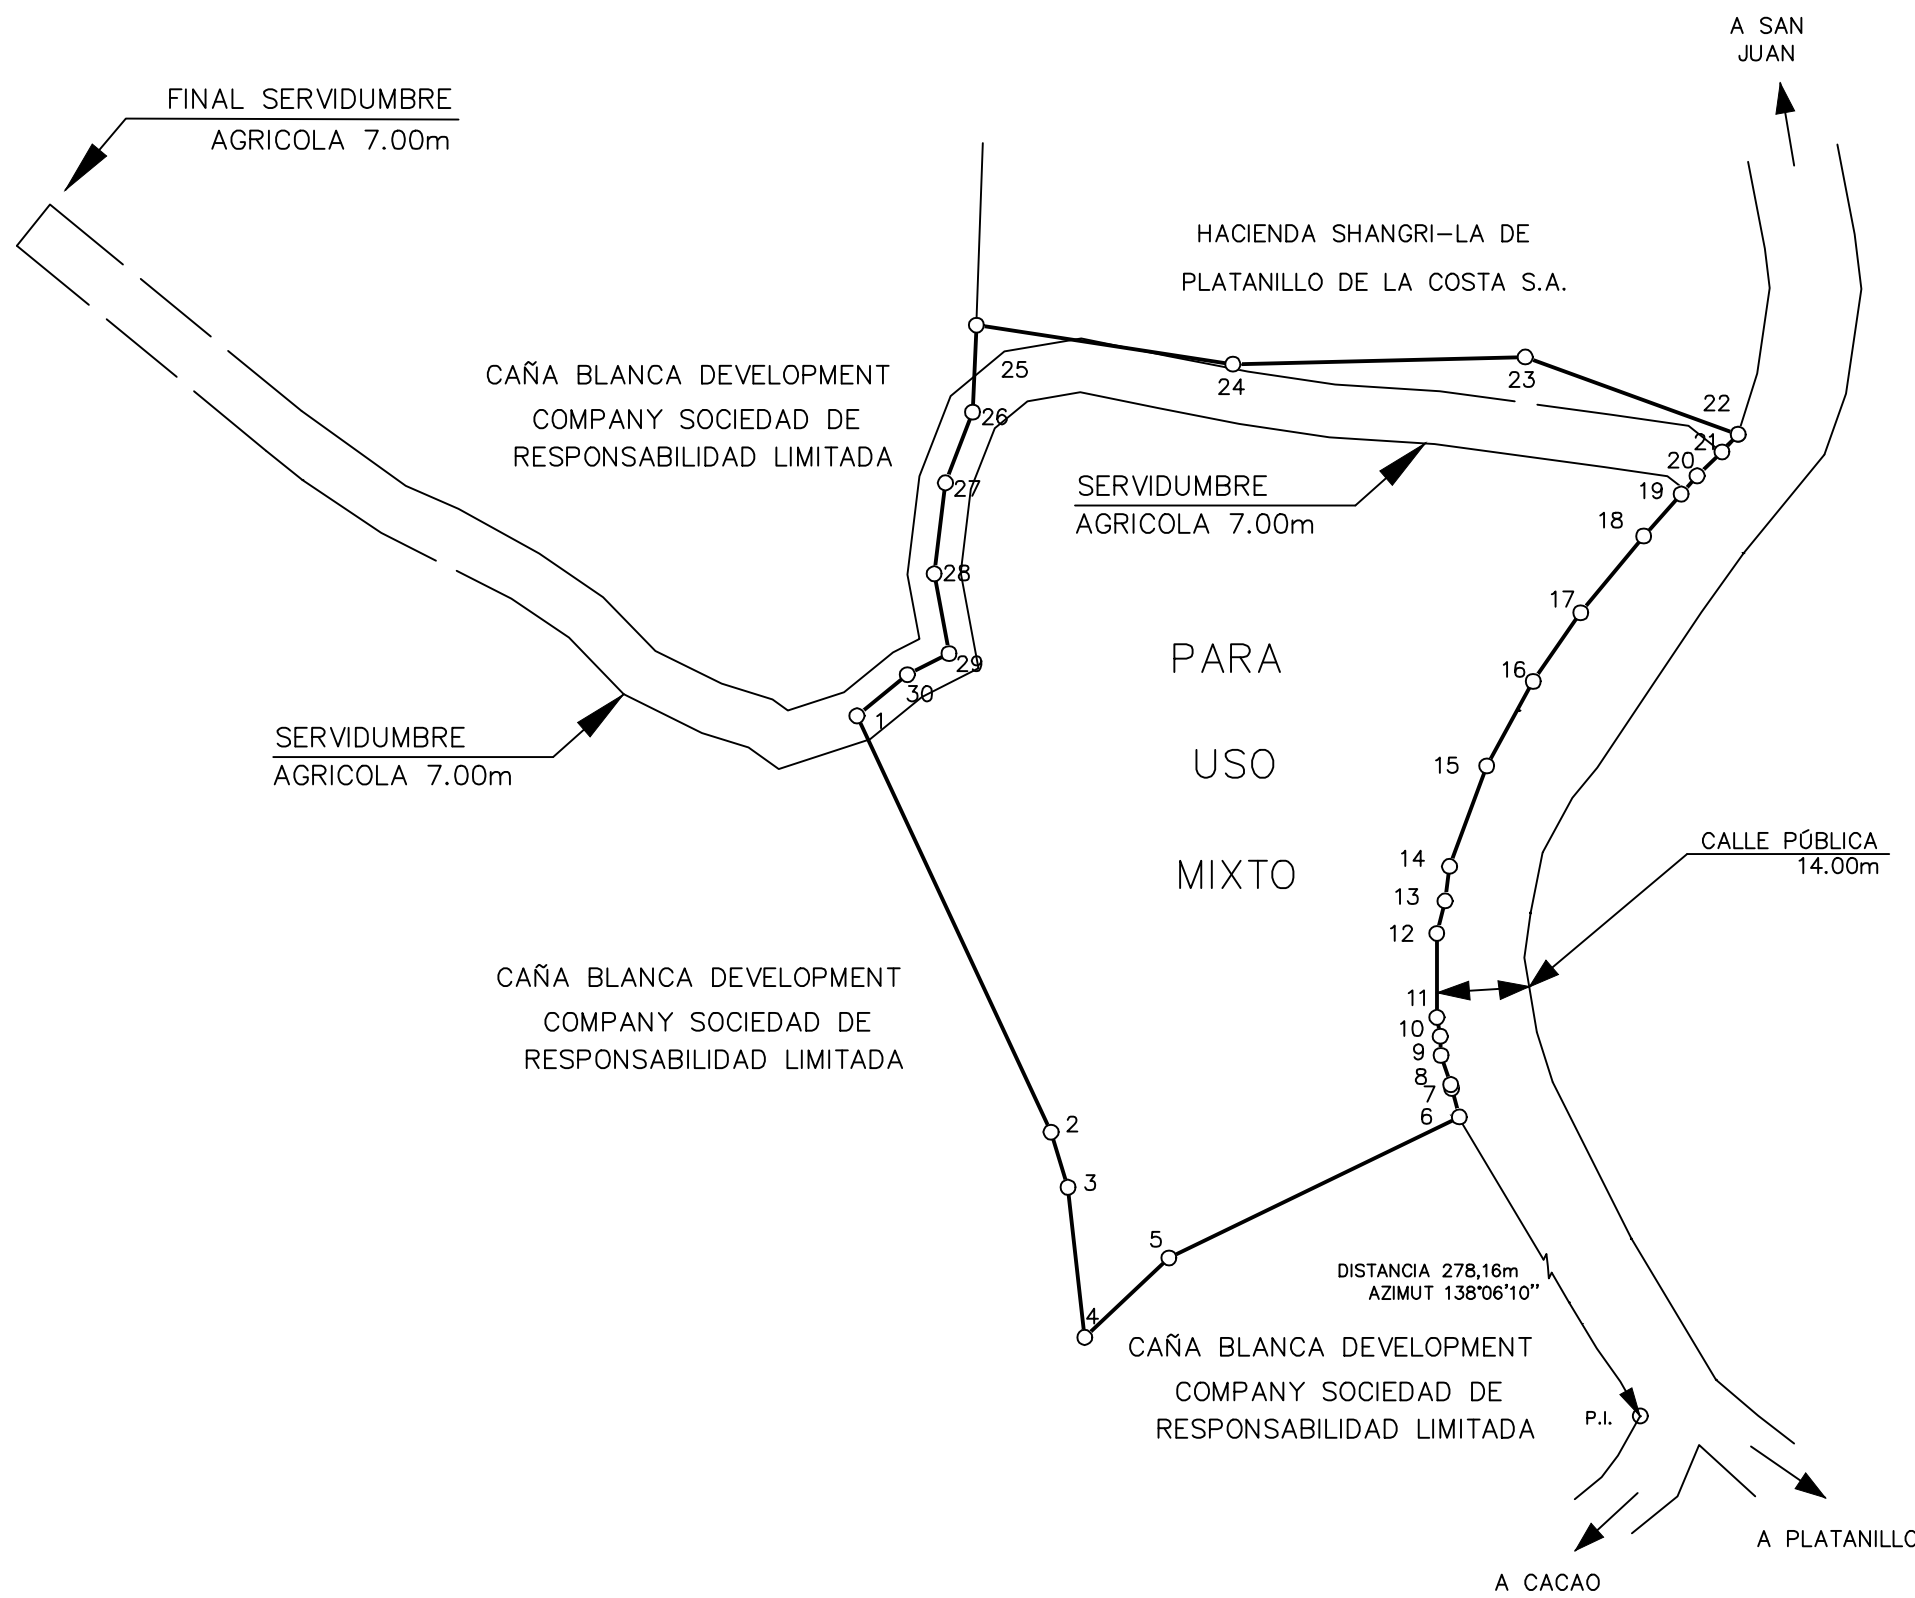 A SAN
JUAN
FINAL SERVIDUMBRE
AGRICOLA 7.00m
HACIENDA SHANGRI-LA DE
PLATANILLO DE LA COSTA S.A.
CAÑA BLANCA DEVELOPMENT
COMPANY SOCIEDAD DE
RESPONSABILIDAD LIMITADA
25
24
23
22
26
21
20
27
19
18
SERVIDUMBRE
AGRICOLA 7.00m
28
17
29
16
30
1
PARA
USO
MIXTO
SERVIDUMBRE
AGRICOLA 7.00m
15
14
13
12
CALLE PÚBLICA
14.00m
CAÑA BLANCA DEVELOPMENT
COMPANY SOCIEDAD DE
RESPONSABILIDAD LIMITADA
11
10
9
8
7
6
2
3
5
4
DISTANCIA 278,16m
AZIMUT 138°06'10''
CAÑA BLANCA DEVELOPMENT
COMPANY SOCIEDAD DE
RESPONSABILIDAD LIMITADA
P.I.
A PLATANILLO
A CACAO